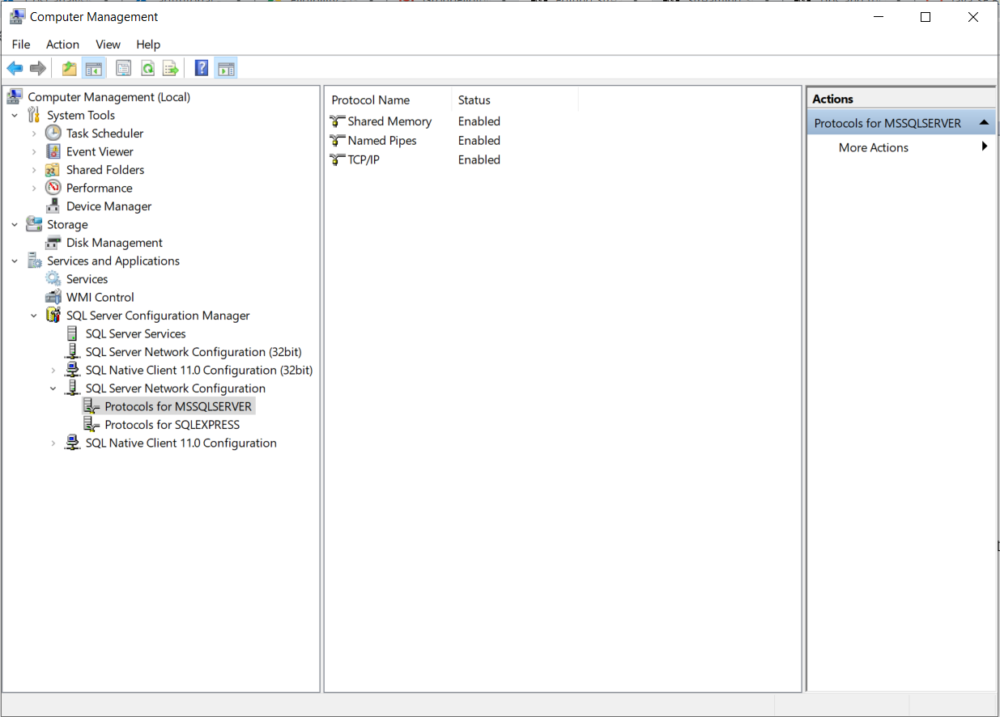 Computer Management
File Action View Help
Computer Management (Local)
System Tools
Task Scheduler
Event Viewer
Shared Folders
Performance
Device Manager
Storage
Disk Management
Services and Applications
Services
WMI Control
SQL Server Configuration Manager
SQL Server Services
SQL Server Network Configuration (32bit)
SQL Native Client 11.0 Configuration (32bit)
SQL Server Network Configuration
Protocols for MSSQLSERVER
Protocols for SQLEXPRESS
SQL Native Client 11.0 Configuration
Protocol Name Status
Shared Memory Enabled
Named Pipes Enabled
TCP/IP Enabled
Actions
Protocols for MSSQLSERVER
More Actions